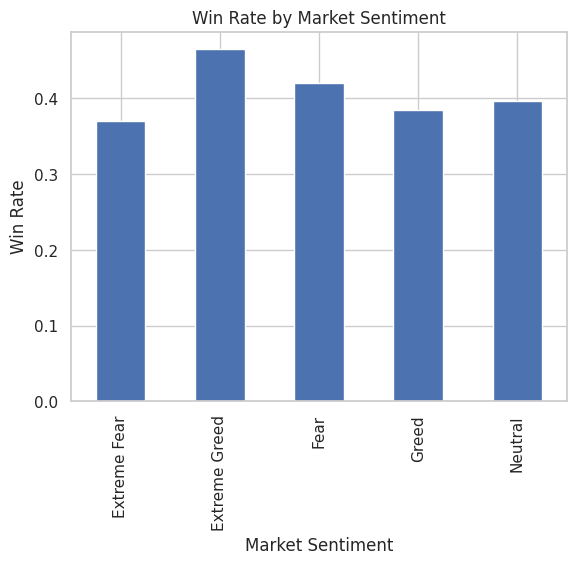 Win Rate by Market Sentiment
Win Rate
0.4
0.3
0.2
0.1
0.0
Extreme Fear
Extreme Greed
Fear
Greed
Neutral
Market Sentiment